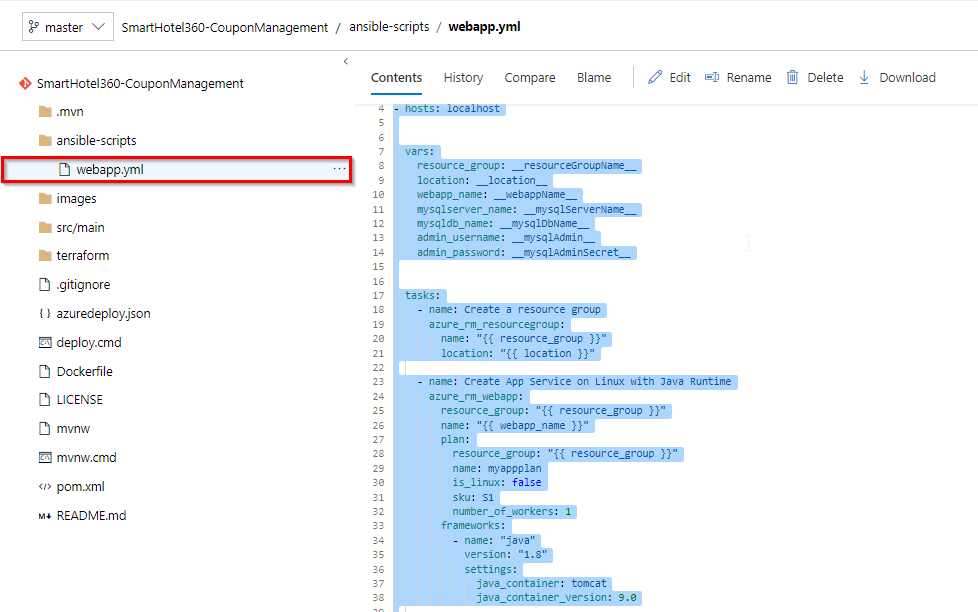 master SmartHotel360-CouponManagement / ansible-scripts / webapp.yml
SmartHotel360-CouponManagement
.mvn
ansible-scripts
webapp.yml ...
images
src/main
terraform
.gitignore
azuredeploy.json
deploy.cmd
Dockerfile
LICENSE
mvnw
mvnw.cmd
pom.xml
README.md
Contents History Compare Blame Edit Rename Delete Download
4 - hosts: localhost
5
6
7 vars:
8 resource_group: __resourceGroupName__
9 location: __location__
10 webapp_name: __webappName__
11 mysqlserver_name: __mysqlServerName__
12 mysqldb_name: __mysqlDbName__
13 admin_username: __mysqlAdmin__
14 admin_password: __mysqlAdminSecret__
15
16
17 tasks:
18 - name: Create a resource group
19 azure_rm_resourcegroup:
20 name: "{{ resource_group }}"
21 location: "{{ location }}"
22
23 - name: Create App Service on Linux with Java Runtime
24 azure_rm_webapp:
25 resource_group: "{{ resource_group }}"
26 name: "{{ webapp_name }}"
27 plan:
28 resource_group: "{{ resource_group }}"
29 name: myappplan
30 is_linux: false
31 sku: S1
32 number_of_workers: 1
33 frameworks:
34 - name: "java"
35 version: "1.8"
36 settings:
37 java_container: tomcat
38 java_container_version: 9.0